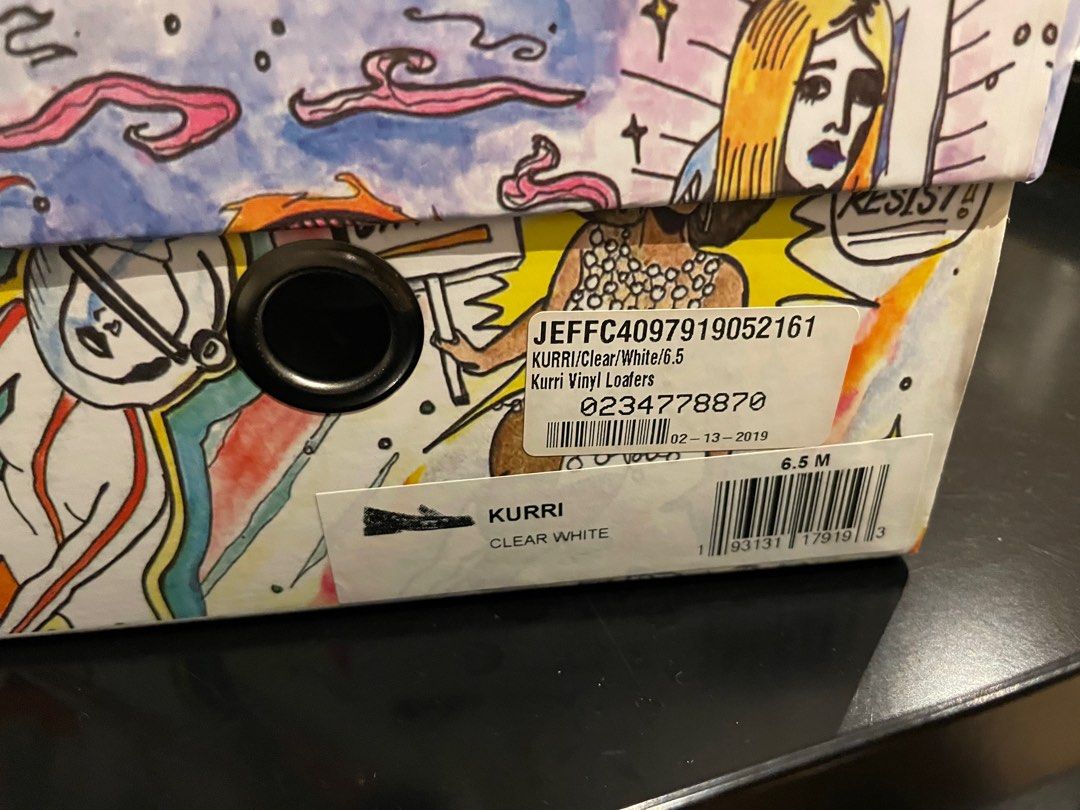 RESIST!
JEFFC4097919052161
KURRI/Clear/White/6.5
Kurri Vinyl Loafers
0234778870
02-13-2019
6.5 M
KURRI
CLEAR WHITE
1 93131 17919 3